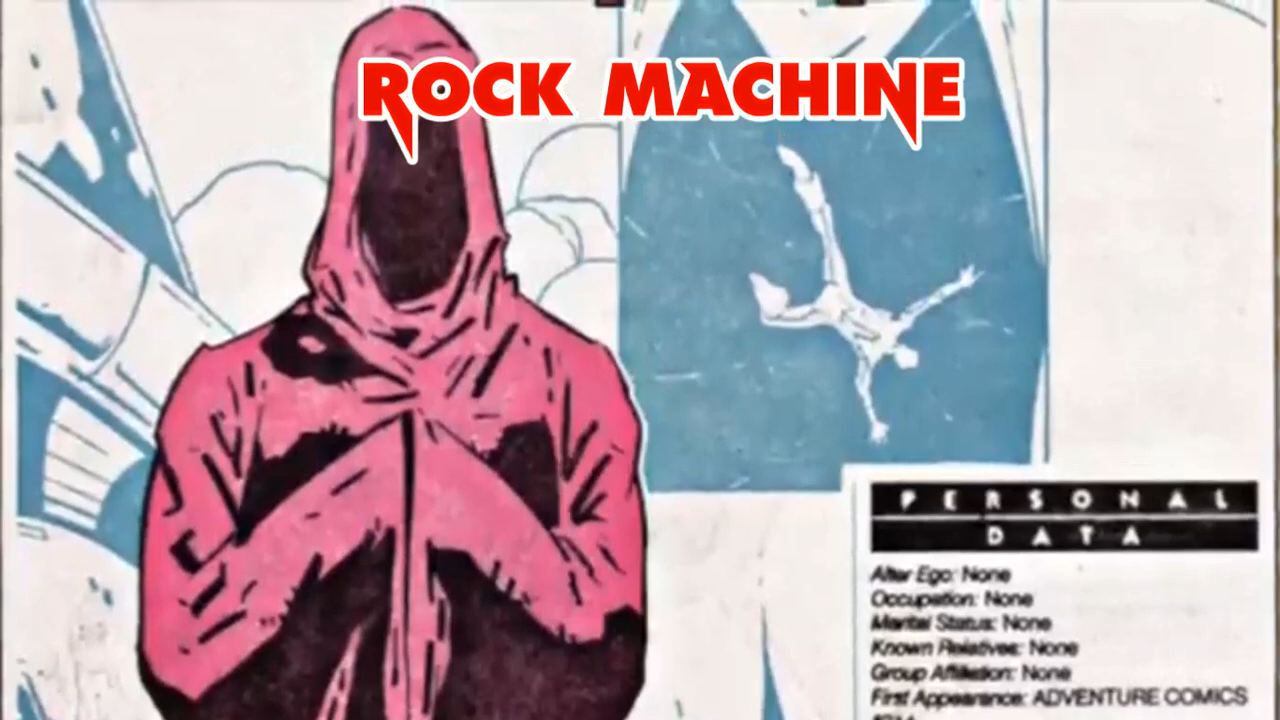 ROCK MACHINE
PERSONAL
DATA
Alter Ego: None
Occupation: None
Marital Status: None
Known Relatives: None
Group Affiliation: None
First Appearance: ADVENTURE COMICS